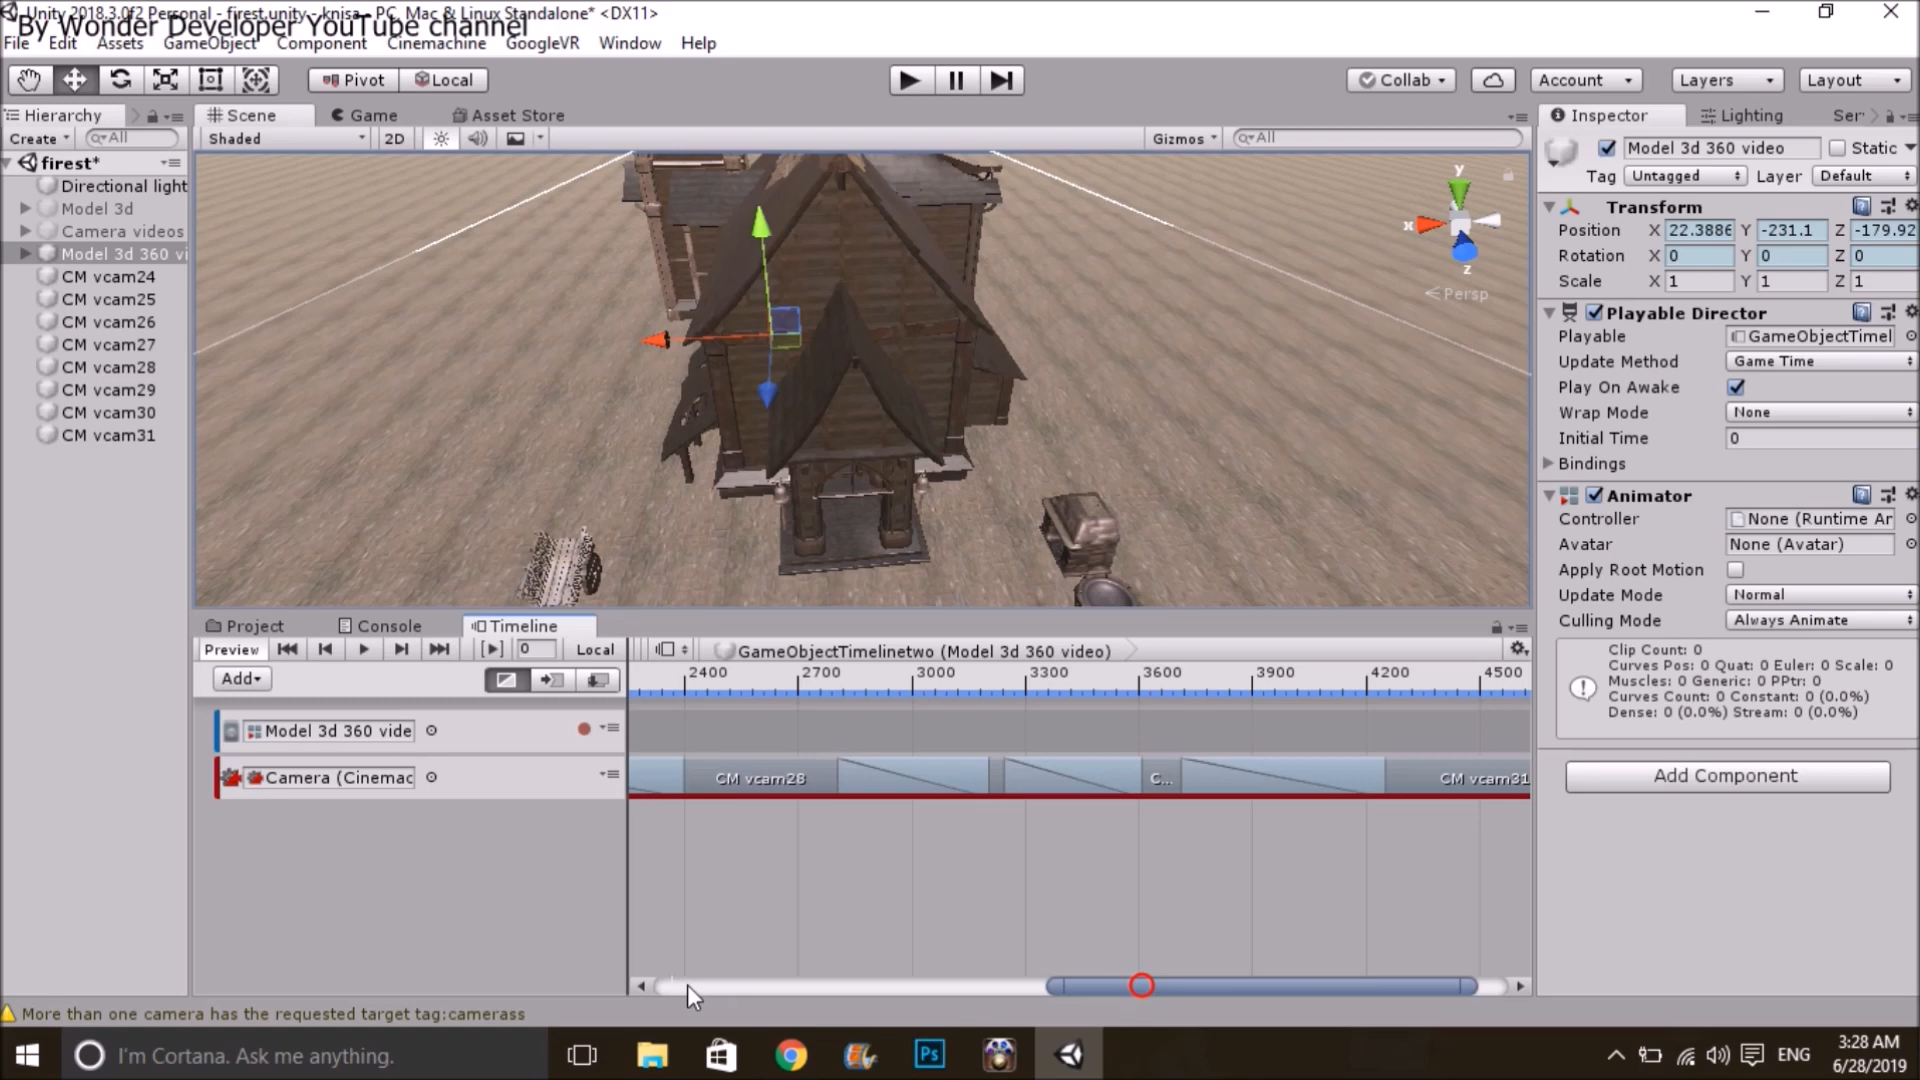 Unity 2018.3.0f2 Personal - firest.unity - knisa - PC, Mac & Linux Standalone* <DX11>
By Wonder Developer YouTube channel
File Edit Assets GameObject Component Cinemachine GoogleVR Window Help
Pivot Local Collab Account Layers Layout
Hierarchy Scene Game Asset Store Inspector Lighting Ser
Create All Shaded 2D Gizmos All
firest*
Directional light
Model 3d
Camera videos
Model 3d 360 vi
CM vcam24
CM vcam25
CM vcam26
CM vcam27
CM vcam28
CM vcam29
CM vcam30
CM vcam31
y
x
z
Persp
Model 3d 360 video Static
Tag Untagged Layer Default
Transform
Position X 22.3886 Y -231.1 Z -179.92
Rotation X 0 Y 0 Z 0
Scale X 1 Y 1 Z 1
Playable Director
Playable GameObjectTimel
Update Method Game Time
Play On Awake
Wrap Mode None
Initial Time 0
Bindings
Animator
Controller None (Runtime Ar
Avatar None (Avatar)
Apply Root Motion
Update Mode Normal
Culling Mode Always Animate
Clip Count: 0
Curves Pos: 0 Quat: 0 Euler: 0 Scale: 0
Muscles: 0 Generic: 0 PPtr: 0
Curves Count: 0 Constant: 0 (0.0%)
Dense: 0 (0.0%) Stream: 0 (0.0%)
Add Component
Project Console Timeline
Preview 0 Local GameObjectTimelinetwo (Model 3d 360 video)
Add 2400 2700 3000 3300 3600 3900 4200 4500
Model 3d 360 vide
Camera (Cinemac CM vcam28 C... CM vcam31
More than one camera has the requested target tag:camerass
I'm Cortana. Ask me anything.
Ps
ENG
3:28 AM
6/28/2019